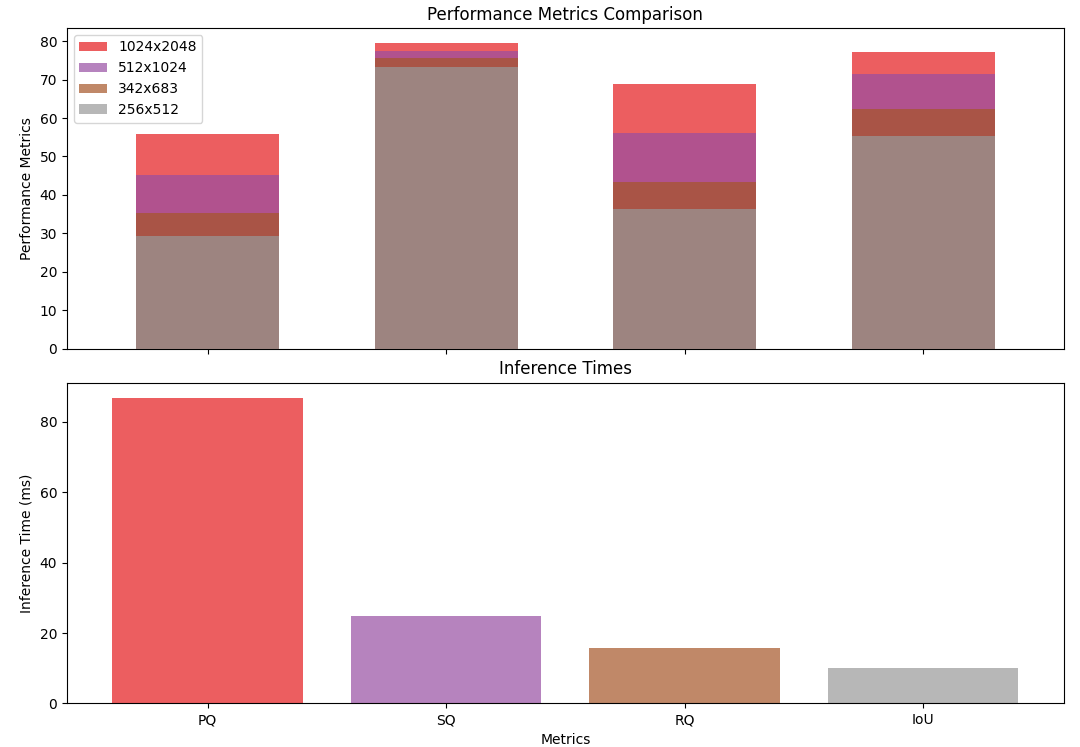 Performance Metrics Comparison
Performance Metrics
80
70
60
50
40
30
20
10
0
1024x2048
512x1024
342x683
256x512
Inference Times
Inference Time (ms)
80
60
40
20
0
PQ SQ RQ IoU
Metrics